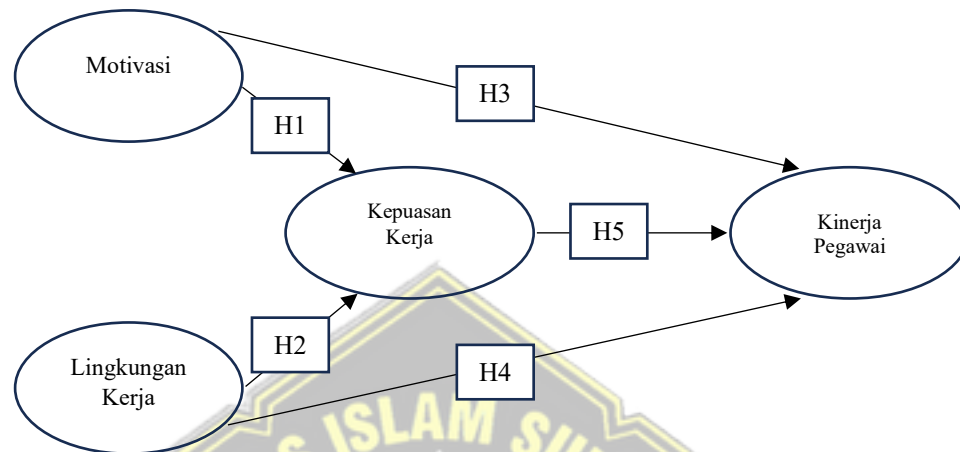 Motivasi
H3
H1
Kepuasan
Kerja
H5
Kinerja
Pegawai
H2
Lingkungan
Kerja
H4
ISLAM